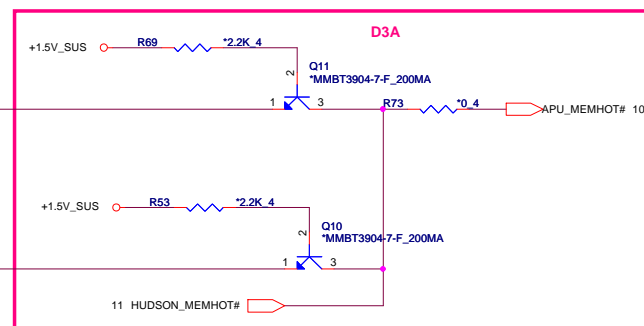 D3A
+1.5V_SUS R69 *2.2K_4
2 Q11
*MMBT3904-7-F_200MA
1 3 R73 *0_4 APU_MEMHOT# 10
+1.5V_SUS R53 *2.2K_4
2 Q10
*MMBT3904-7-F_200MA
1 3
11 HUDSON_MEMHOT#